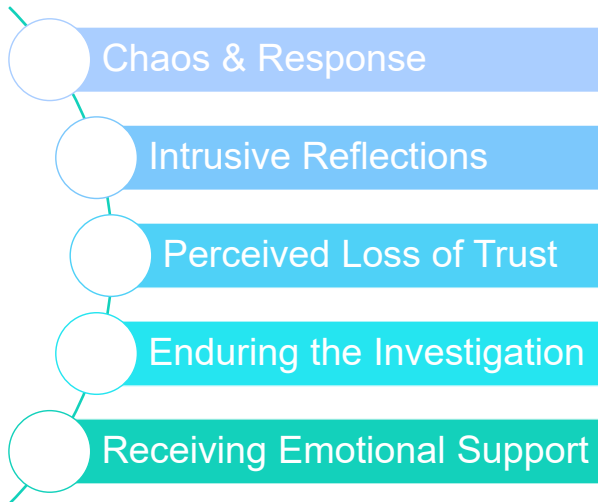 Chaos & Response
Intrusive Reflections
Perceived Loss of Trust
Enduring the Investigation
Receiving Emotional Support